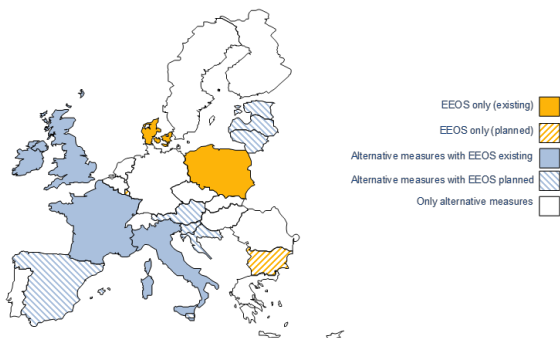 EEOS only (existing)
EEOS only (planned)
Alternative measures with EEOS existing
Alternative measures with EEOS planned
Only alternative measures